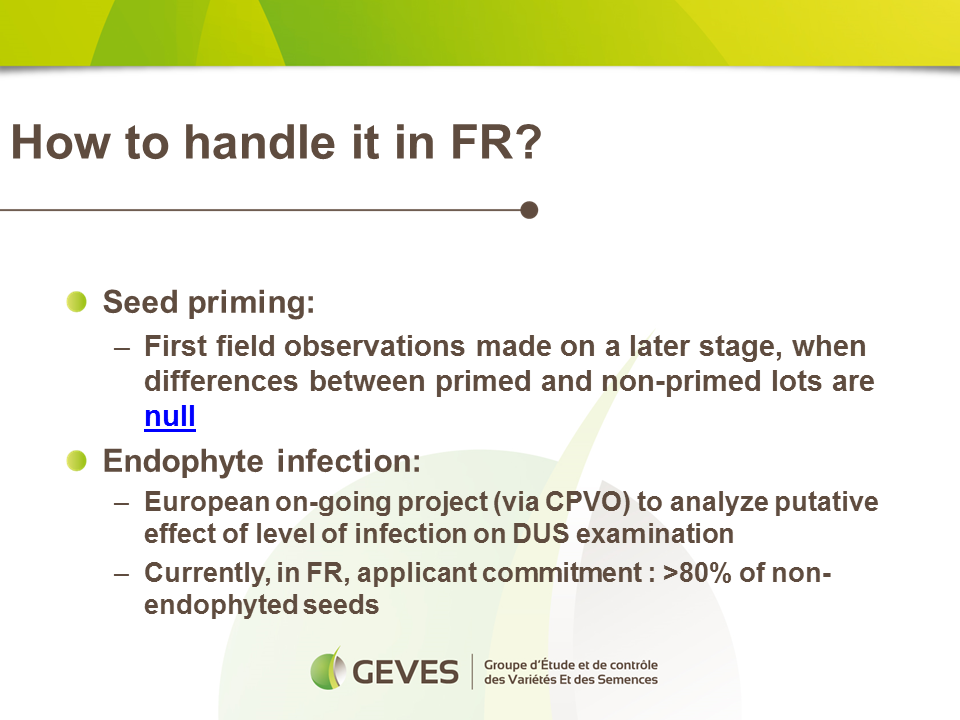 How to handle it in FR?
Seed priming:
– First field observations made on a later stage, when
differences between primed and non-primed lots are
null
Endophyte infection:
– European on-going project (via CPVO) to analyze putative
effect of level of infection on DUS examination
– Currently, in FR, applicant commitment : >80% of non-
endophyted seeds
GEVES
Groupe d'Étude et de contrôle
des Variétés Et des Semences